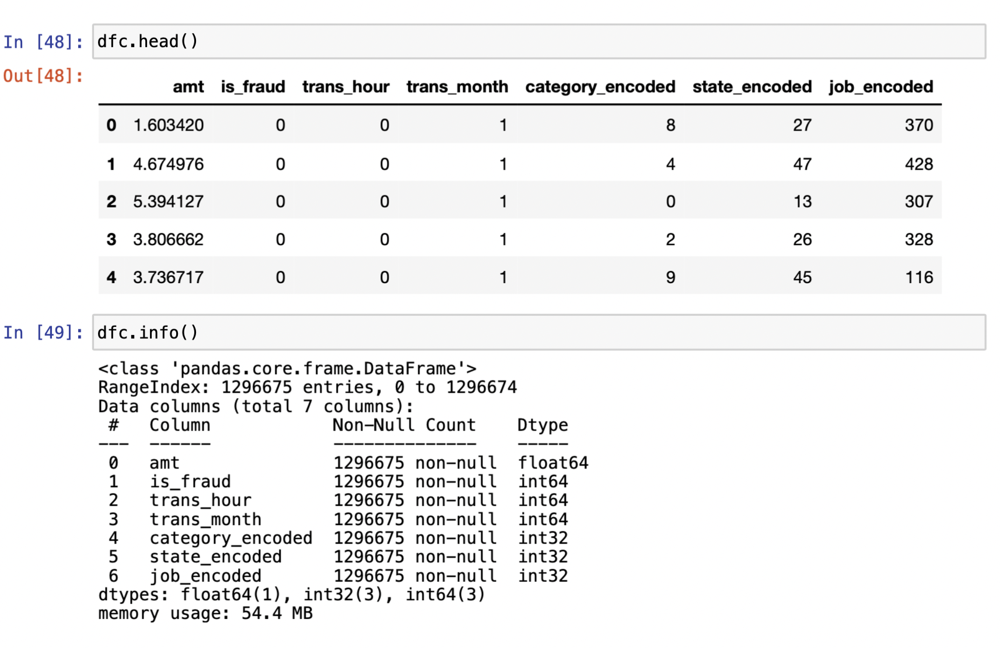 In [48]: dfc.head()
Out[48]:
amt is_fraud trans_hour trans_month category_encoded state_encoded job_encoded
0 1.603420 0 0 1 8 27 370
1 4.674976 0 0 1 4 47 428
2 5.394127 0 0 1 0 13 307
3 3.806662 0 0 1 2 26 328
4 3.736717 0 0 1 9 45 116
In [49]: dfc.info()
<class 'pandas.core.frame.DataFrame'>
RangeIndex: 1296675 entries, 0 to 1296674
Data columns (total 7 columns):
# Column Non-Null Count Dtype
--- ------ -------------- -----
0 amt 1296675 non-null float64
1 is_fraud 1296675 non-null int64
2 trans_hour 1296675 non-null int64
3 trans_month 1296675 non-null int64
4 category_encoded 1296675 non-null int32
5 state_encoded 1296675 non-null int32
6 job_encoded 1296675 non-null int32
dtypes: float64(1), int32(3), int64(3)
memory usage: 54.4 MB